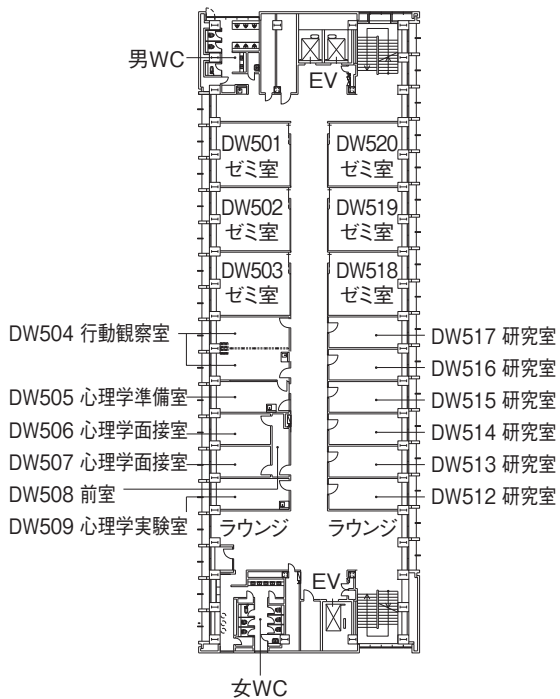 男WC
EV
DW501
ゼミ室
DW520
ゼミ室
DW502
ゼミ室
DW519
ゼミ室
DW503
ゼミ室
DW518
ゼミ室
DW504 行動観察室
DW517 研究室
DW516 研究室
DW505 心理学準備室
DW515 研究室
DW506 心理学面接室
DW514 研究室
DW507 心理学面接室
DW513 研究室
DW508 前室
DW512 研究室
DW509 心理学実験室
ラウンジ
ラウンジ
EV
女WC